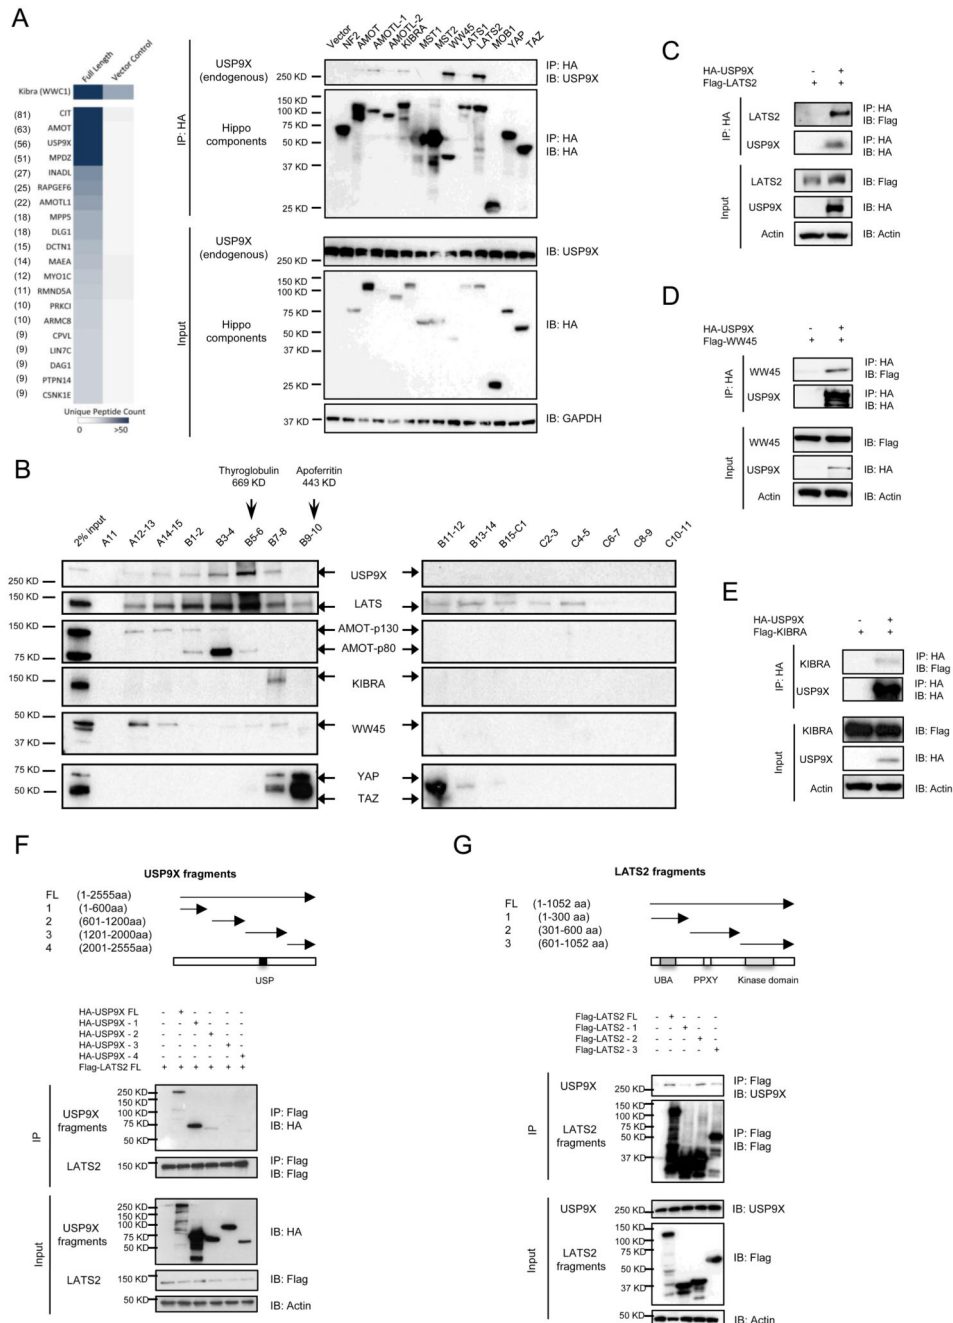 A
Full Length
Vector Control
Kibra (WWC1)
(81) CIT
(63) AMOT
(56) USP9X
(51) MPDZ
(27) INADL
(25) RAPGEF6
(22) AMOTL1
(18) MPP5
(18) DLG1
(15) DCTN1
(14) MAEA
(12) MYO1C
(11) RMND5A
(10) PRKCI
(10) ARMC8
(9) CPVL
(9) LIN7C
(9) DAG1
(9) PTPN14
(9) CSNK1E
Unique Peptide Count
0 >50
Vector
NF2
AMOT
AMOTL-1
AMOTL-2
KIBRA
MST1
MST2
WW45
LATS1
LATS2
MOB1
YAP
TAZ
IP: HA
USP9X
(endogenous)
250 KD
IP: HA
IB: USP9X
Hippo
components
150 KD
100 KD
75 KD
50 KD
37 KD
25 KD
IP: HA
IB: HA
Input
USP9X
(endogenous)
250 KD
IB: USP9X
Hippo
components
150 KD
100 KD
75 KD
50 KD
37 KD
25 KD
IB: HA
37 KD
IB: GAPDH
B
Thyroglobulin
669 KD
Apoferritin
443 KD
2% input
A11
A12-13
A14-15
B1-2
B3-4
B5-6
B7-8
B9-10
B11-12
B13-14
B15-C1
C2-3
C4-5
C6-7
C8-9
C10-11
250 KD
USP9X
150 KD
LATS
150 KD
AMOT-p130
AMOT-p80
75 KD
150 KD
KIBRA
50 KD
WW45
37 KD
75 KD
YAP
50 KD
TAZ
C
HA-USP9X - +
Flag-LATS2 + +
IP: HA
LATS2
IP: HA
IB: Flag
USP9X
IP: HA
IB: HA
Input
LATS2
IB: Flag
USP9X
IB: HA
Actin
IB: Actin
D
HA-USP9X - +
Flag-WW45 + +
IP: HA
WW45
IP: HA
IB: Flag
USP9X
IP: HA
IB: HA
Input
WW45
IB: Flag
USP9X
IB: HA
Actin
IB: Actin
E
HA-USP9X - +
Flag-KIBRA + +
IP: HA
KIBRA
IP: HA
IB: Flag
USP9X
IP: HA
IB: HA
Input
KIBRA
IB: Flag
USP9X
IB: HA
Actin
IB: Actin
F
USP9X fragments
FL (1-2555aa)
1 (1-600aa)
2 (601-1200aa)
3 (1201-2000aa)
4 (2001-2555aa)
USP
HA-USP9X FL - + - - - -
HA-USP9X - 1 - - + - - -
HA-USP9X - 2 - - - + - -
HA-USP9X - 3 - - - - + -
HA-USP9X - 4 - - - - - +
Flag-LATS2 FL + + + + + +
IP
USP9X
fragments
250 KD
150 KD
100 KD
75 KD
50 KD
IP: Flag
IB: HA
LATS2
150 KD
IP: Flag
IB: Flag
Input
USP9X
fragments
250 KD
150 KD
100 KD
75 KD
50 KD
IB: HA
LATS2
150 KD
IB: Flag
50 KD
IB: Actin
G
LATS2 fragments
FL (1-1052 aa)
1 (1-300 aa)
2 (301-600 aa)
3 (601-1052 aa)
UBA PPXY Kinase domain
Flag-LATS2 FL - + - - -
Flag-LATS2 - 1 - - + - -
Flag-LATS2 - 2 - - - + -
Flag-LATS2 - 3 - - - - +
IP
USP9X
250 KD
IP: Flag
IB: USP9X
LATS2
fragments
150 KD
100 KD
75 KD
50 KD
37 KD
IP: Flag
IB: Flag
Input
USP9X
250 KD
IB: USP9X
LATS2
fragments
150 KD
100 KD
75 KD
50 KD
37 KD
IB: Flag
50 KD
IB: Actin